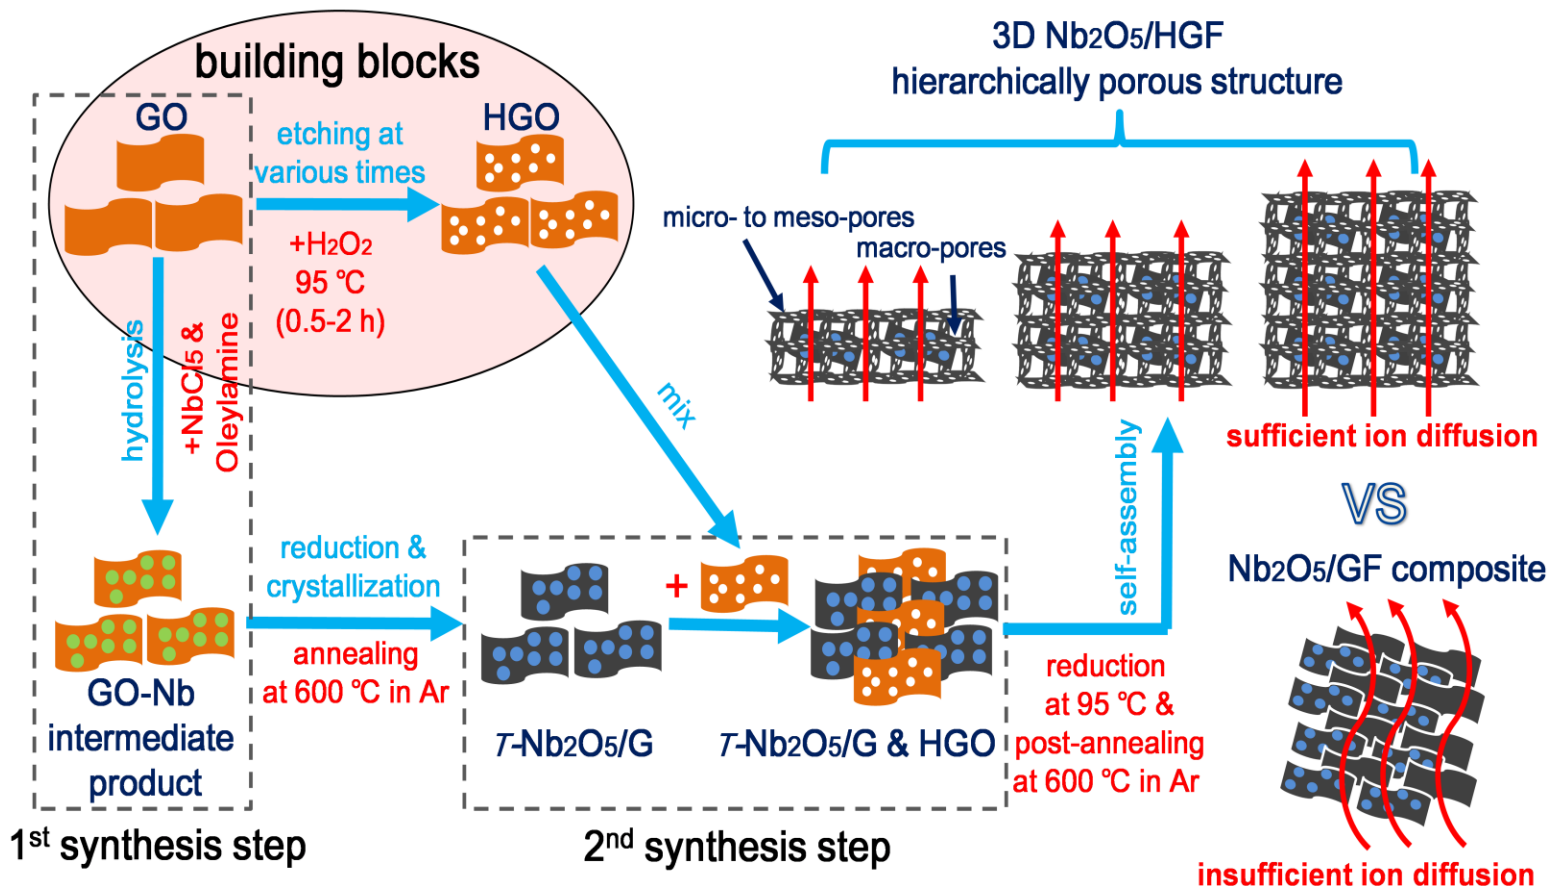 building blocks
GO
etching at
various times
HGO
+H₂O₂
95 ℃
(0.5-2 h)
hydrolysis
+NbCl5 &
Oleylamine
mix
GO-Nb
intermediate
product
1st synthesis step
reduction &
crystallization
annealing
at 600 ℃ in Ar
+
T-Nb₂O₅/G
T-Nb₂O₅/G & HGO
2nd synthesis step
self-assembly
reduction
at 95 ℃ &
post-annealing
at 600 ℃ in Ar
3D Nb₂O₅/HGF
hierarchically porous structure
micro- to meso-pores
macro-pores
sufficient ion diffusion
VS
Nb₂O₅/GF composite
insufficient ion diffusion